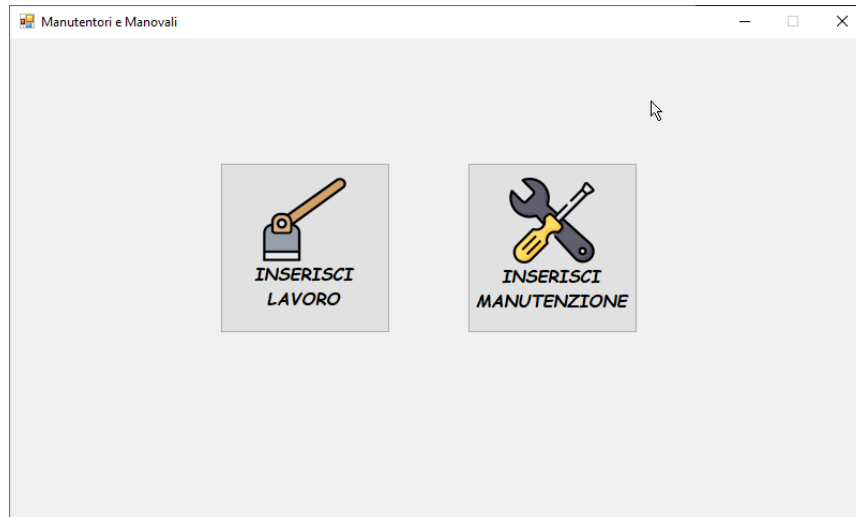 Manutentori e Manovali
INSERISCI
LAVORO
INSERISCI
MANUTENZIONE